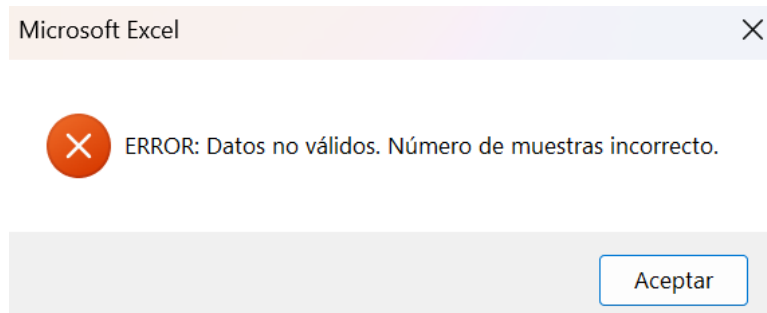 Microsoft Excel
ERROR: Datos no válidos. Número de muestras incorrecto.
Aceptar